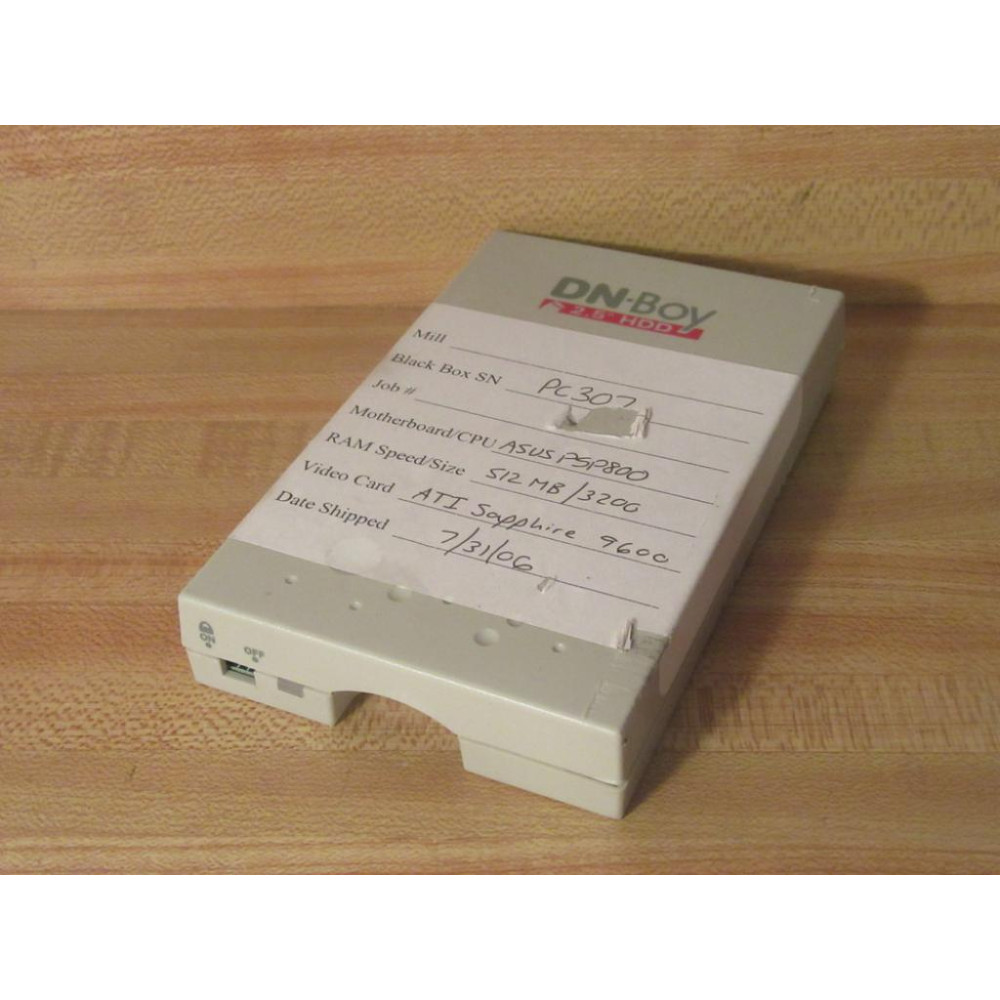 DN-BOY
2.5" HDD
Mill
Black Box SN PC307
Job #
Motherboard/CPU ASUS P5P800
RAM Speed/Size 512 MB/3200
Video Card ATI Sapphire 9600
Date Shipped 7/31/06
ON
OFF